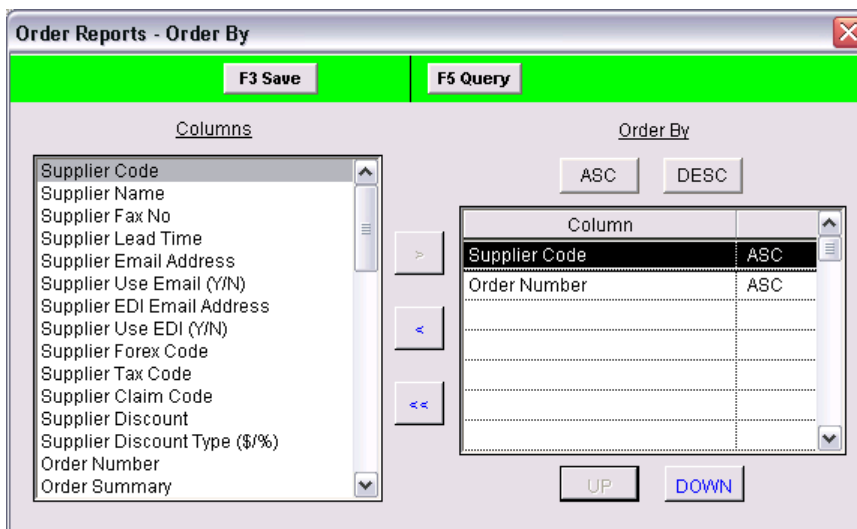 Order Reports - Order By
F3 Save
F5 Query
Columns
Supplier Code
Supplier Name
Supplier Fax No
Supplier Lead Time
Supplier Email Address
Supplier Use Email (Y/N)
Supplier EDI Email Address
Supplier Use EDI (Y/N)
Supplier Forex Code
Supplier Tax Code
Supplier Claim Code
Supplier Discount
Supplier Discount Type ($/%)
Order Number
Order Summary
>
<
<<
Order By
ASC DESC
Column
Supplier Code ASC
Order Number ASC
UP DOWN